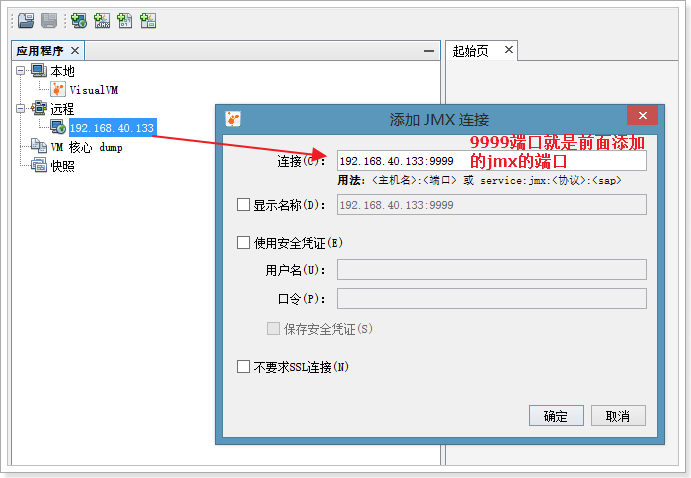 应用程序
起始页
本地
VisualVM
远程
192.168.40.133
VM 核心 dump
快照
添加 JMX 连接
9999端口就是前面添加
的jmx的端口
连接(C): 192.168.40.133:9999
用法: <主机名>:<端口> 或 service:jmx:<协议>:<sap>
显示名称(D): 192.168.40.133:9999
使用安全凭证(E)
用户名(U):
口令(P):
保存安全凭证(S)
不要求SSL连接(N)
确定 取消